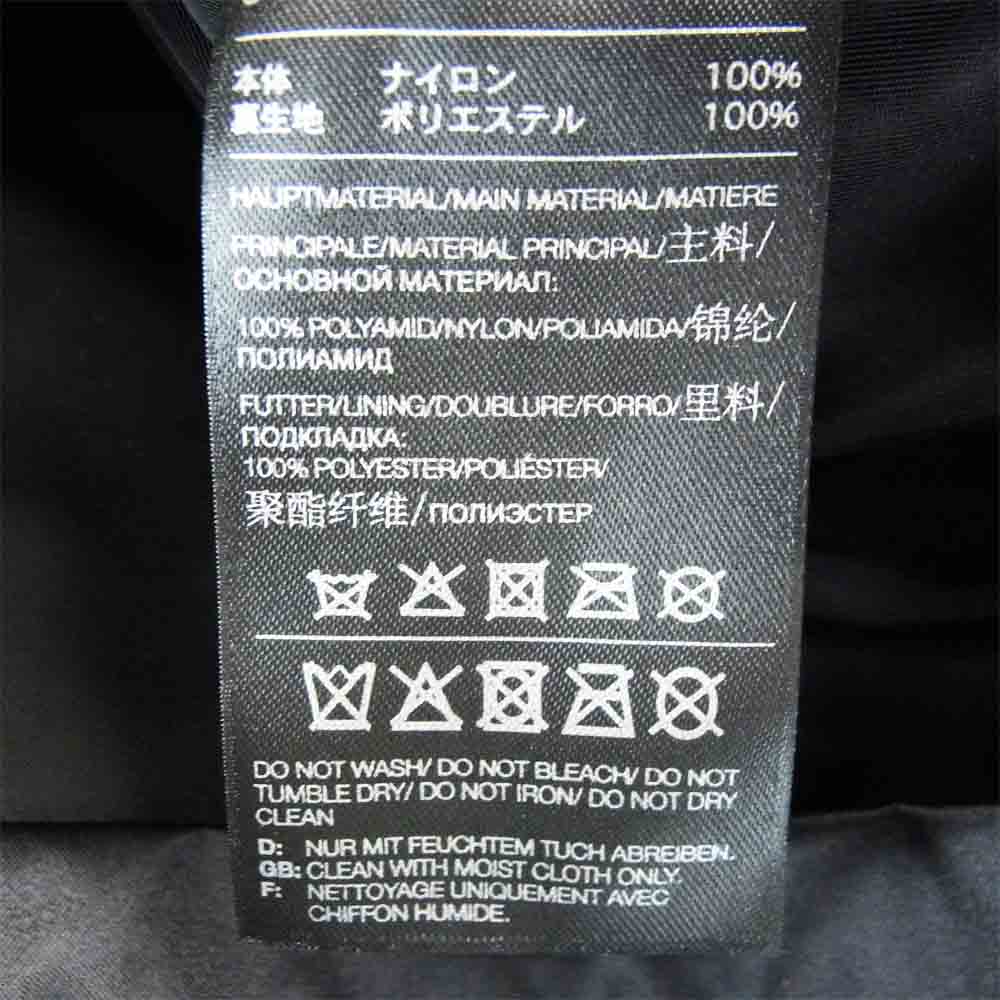 本体 ナイロン 100%
裏生地 ポリエステル 100%
HAUPTMATERIAL/MAIN MATERIAL/MATIERE
PRINCIPALE/MATERIAL PRINCIPAL/主料/
ОСНОВНОЙ МАТЕРИАЛ:
100% POLYAMID/NYLON/POLIAMIDA/锦纶/
ПОЛИАМИД
FUTTER/LINING/DOUBLURE/FORRO/里料/
ПОДКЛАДКА:
100% POLYESTER/POLIÉSTER/
聚酯纤维/ПОЛИЭСТЕР
DO NOT WASH/ DO NOT BLEACH/ DO NOT
TUMBLE DRY/ DO NOT IRON/ DO NOT DRY
CLEAN
D: NUR MIT FEUCHTEM TUCH ABREIBEN.
GB: CLEAN WITH MOIST CLOTH ONLY.
F: NETTOYAGE UNIQUEMENT AVEC
CHIFFON HUMIDE.